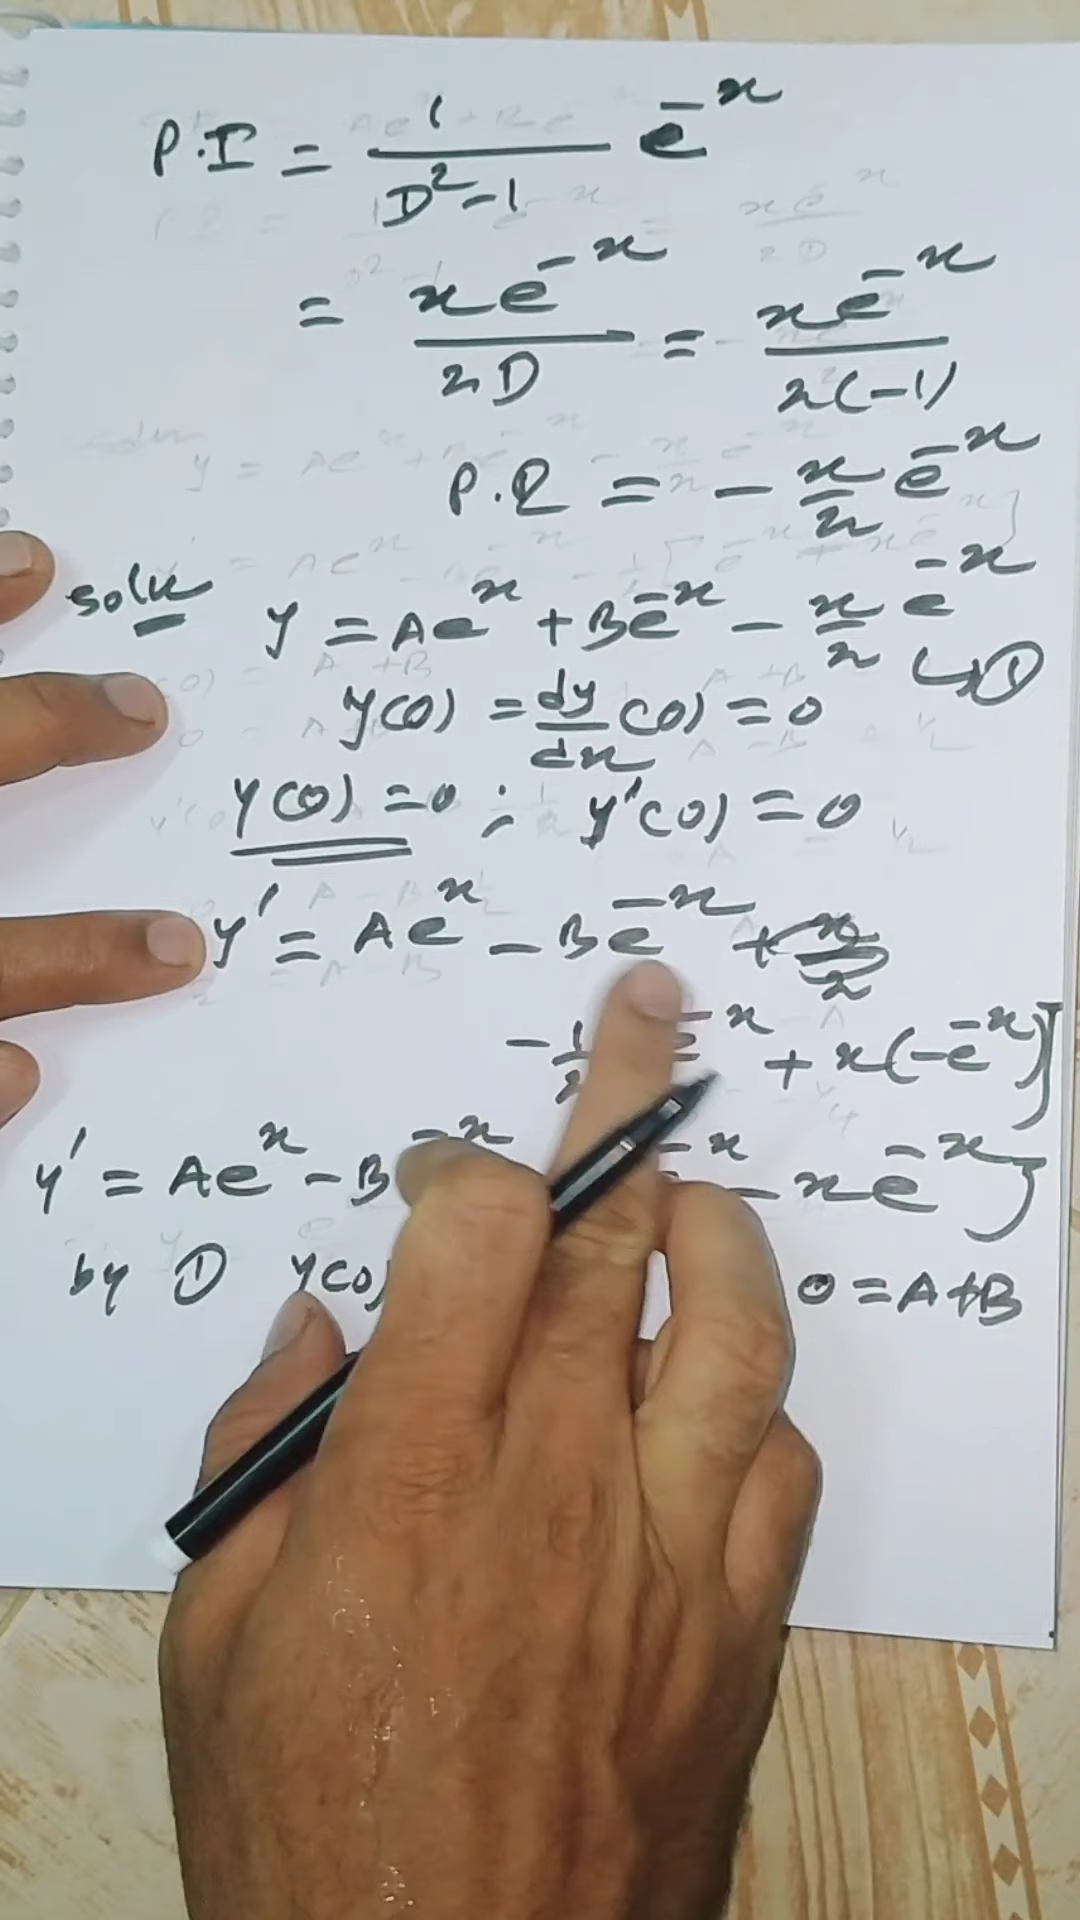 P.I = 1/(D² - 1) e^-x
= xe^-x/2D = xe^-x/2(-1)
P.I = - x/2 e^-x
soln y = Ae^x + Be^-x - x/2 e^-x ↳①
y(0) = dy/dx (0) = 0
y(0) = 0 ; y'(0) = 0
y' = Ae^x - Be^-x +
- 1/2 e^-x + x(-e^-x)]
y' = Ae^x - B e^-x - xe^-x]
by ① y(0) 0 = A+B